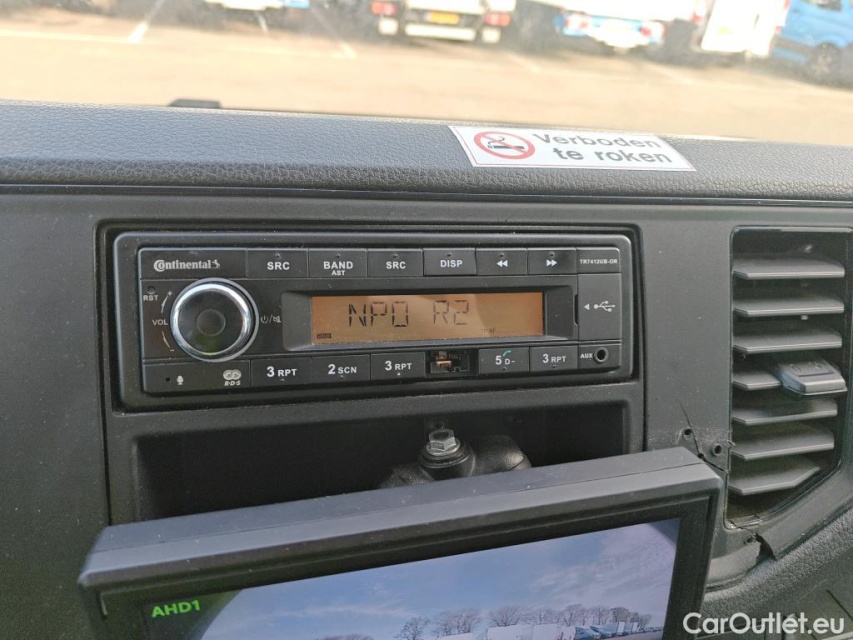 Verboden
te roken
Continental
SRC
BAND
AST
SRC
DISP
TR7412UB-OR
RST
VOL
NPO R2
RDS
3 RPT
2 SCN
3 RPT
5
3 RPT
AUX
AHD1
CarOutlet.eu